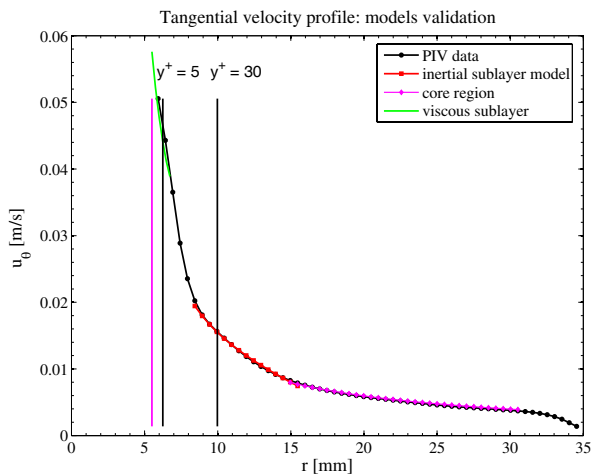 Tangential velocity profile: models validation
0.06
0.05
0.04
0.03
0.02
0.01
0
u_θ [m/s]
y⁺ = 5 y⁺ = 30
PIV data
inertial sublayer model
core region
viscous sublayer
0 5 10 15 20 25 30 35
r [mm]